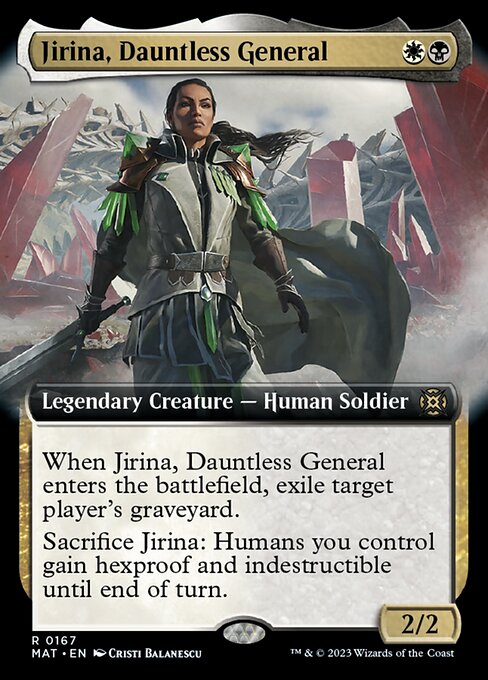 Jirina, Dauntless General
Legendary Creature — Human Soldier
When Jirina, Dauntless General
enters the battlefield, exile target
player's graveyard.
Sacrifice Jirina: Humans you control
gain hexproof and indestructible
until end of turn.
2/2
R 0167
MAT • EN Cristi Balanescu
™ & © 2023 Wizards of the Coast